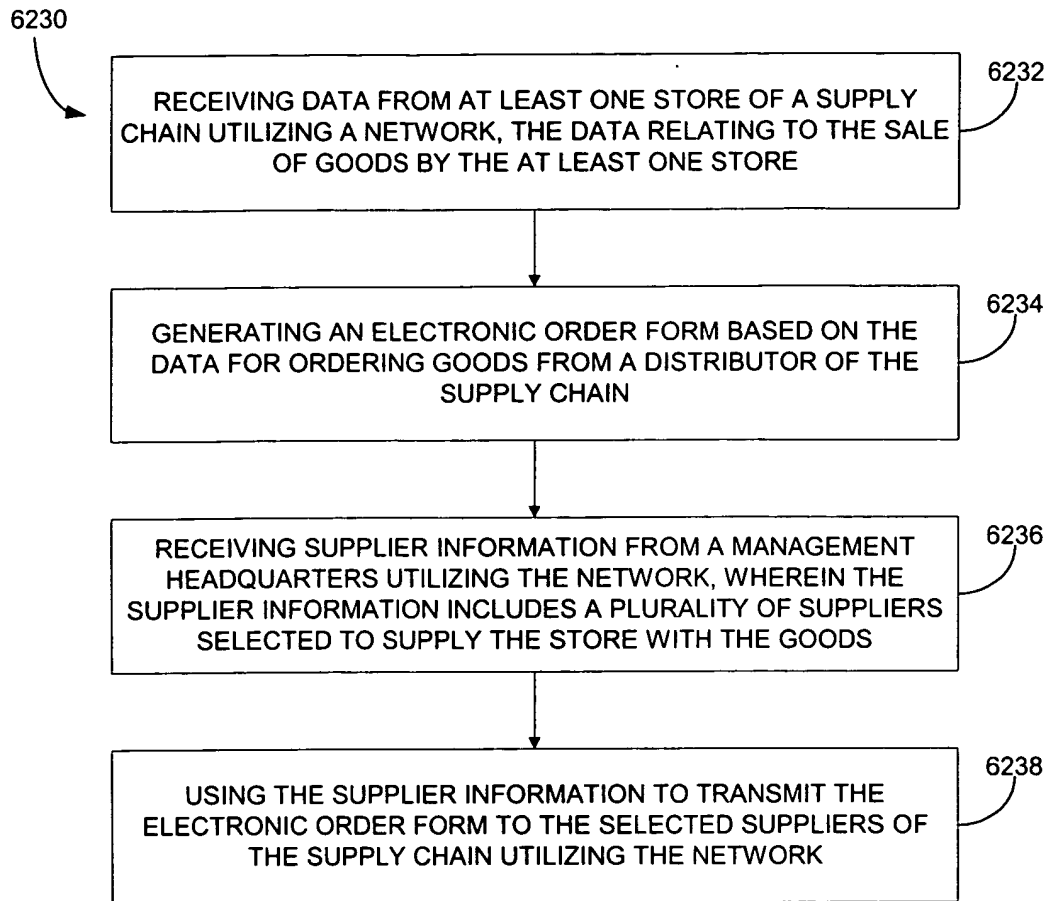 6230
6232
RECEIVING DATA FROM AT LEAST ONE STORE OF A SUPPLY
CHAIN UTILIZING A NETWORK, THE DATA RELATING TO THE SALE
OF GOODS BY THE AT LEAST ONE STORE
6234
GENERATING AN ELECTRONIC ORDER FORM BASED ON THE
DATA FOR ORDERING GOODS FROM A DISTRIBUTOR OF THE
SUPPLY CHAIN
6236
RECEIVING SUPPLIER INFORMATION FROM A MANAGEMENT
HEADQUARTERS UTILIZING THE NETWORK, WHEREIN THE
SUPPLIER INFORMATION INCLUDES A PLURALITY OF SUPPLIERS
SELECTED TO SUPPLY THE STORE WITH THE GOODS
6238
USING THE SUPPLIER INFORMATION TO TRANSMIT THE
ELECTRONIC ORDER FORM TO THE SELECTED SUPPLIERS OF
THE SUPPLY CHAIN UTILIZING THE NETWORK